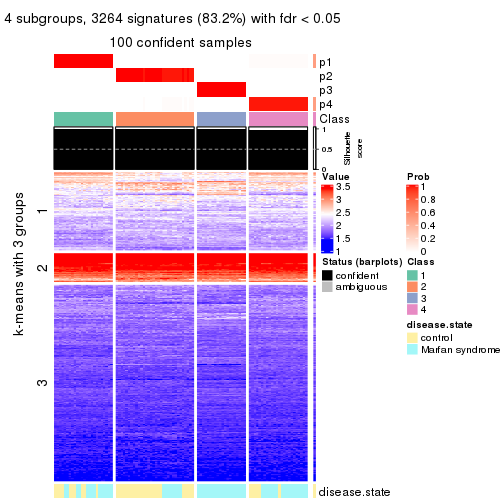 4 subgroups, 3264 signatures (83.2%) with fdr < 0.05
100 confident samples
p1
p2
p3
p4
Class
1
0.5
0
Silhouette
score
k-means with 3 groups
1
2
3
disease.state
Value
3.5
3
2.5
2
1.5
1
Prob
1
0.8
0.6
0.4
0.2
0
Status (barplots)
confident
ambiguous
Class
1
2
3
4
disease.state
control
Marfan syndrome